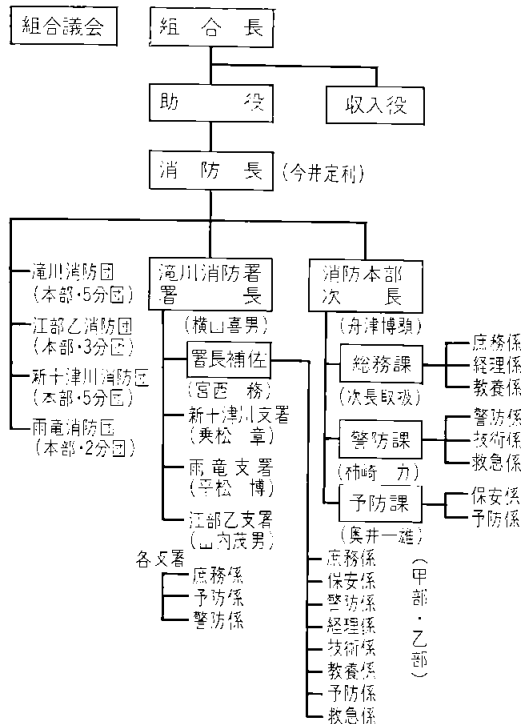 組合議会
組合長
助役
収入役
消防長
(今井定利)
滝川消防団
(本部・5分団)
江部乙消防団
(本部・3分団)
新十津川消防団
(本部・5分団)
雨竜消防団
(本部・2分団)
滝川消防署
署長
(横山喜男)
署長補佐
(宮西 務)
新十津川支署
(乗松 章)
雨竜支署
(平松 博)
江部乙支署
(山内茂男)
各支署
庶務係
予防係
警防係
消防本部
次長
(舟津博頭)
総務課
(次長取扱)
庶務係
経理係
教養係
警防課
(柿崎 力)
警防係
技術係
救急係
予防課
(奥井一雄)
保安係
予防係
庶務係
保安係
警防係
経理係
技術係
教養係
予防係
救急係
(甲部・乙部)